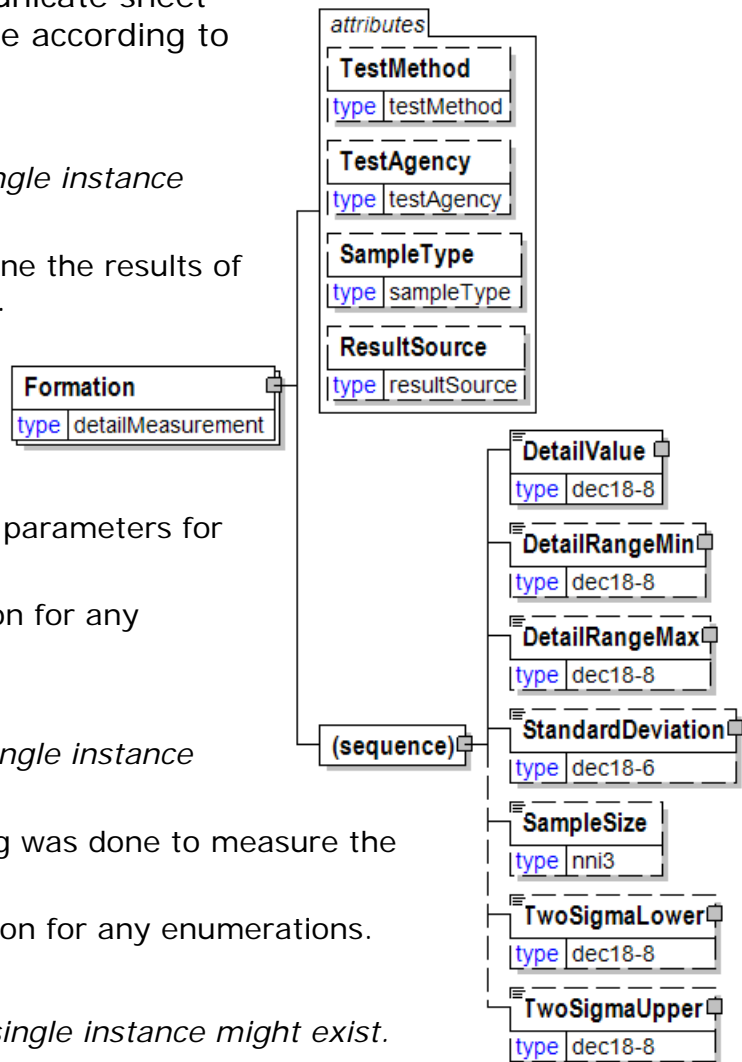 unicate sheet
e according to
ngle instance
ne the results of
.
parameters for
on for any
ngle instance
g was done to measure the
on for any enumerations.
single instance might exist.
Formation
type detailMeasurement
attributes
TestMethod
type testMethod
TestAgency
type testAgency
SampleType
type sampleType
ResultSource
type resultSource
(sequence)
DetailValue
type dec18-8
DetailRangeMin
type dec18-8
DetailRangeMax
type dec18-8
StandardDeviation
type dec18-6
SampleSize
type nni3
TwoSigmaLower
type dec18-8
TwoSigmaUpper
type dec18-8